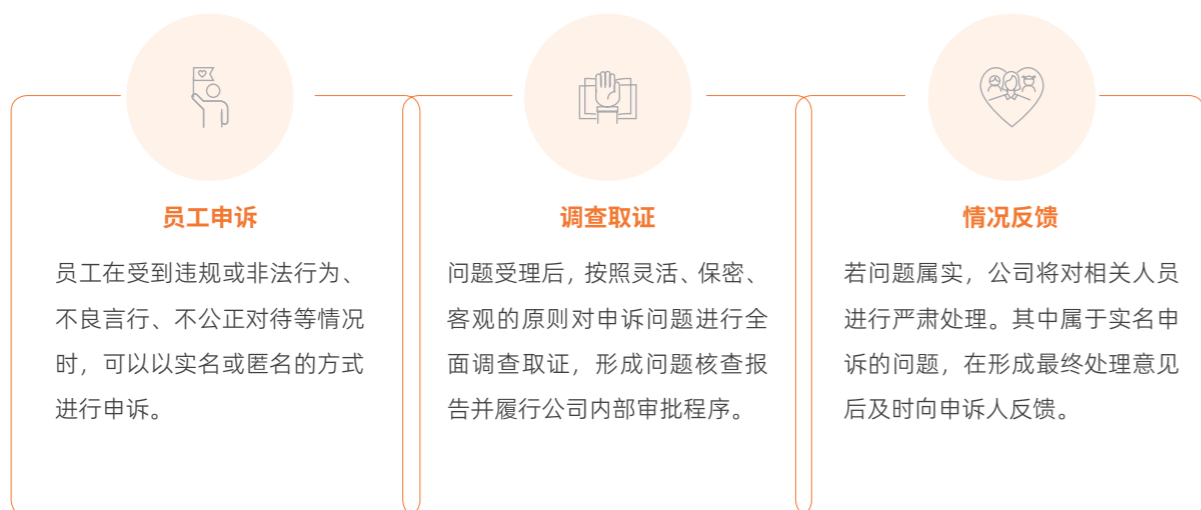 员工申诉
员工在受到违规或非法行为、
不良言行、不公正对待等情况
时，可以以实名或匿名的方式
进行申诉。
调查取证
问题受理后，按照灵活、保密、
客观的原则对申诉问题进行全
面调查取证，形成问题核查报
告并履行公司内部审批程序。
情况反馈
若问题属实，公司将对相关人员
进行严肃处理。其中属于实名申
诉的问题，在形成最终处理意见
后及时向申诉人反馈。